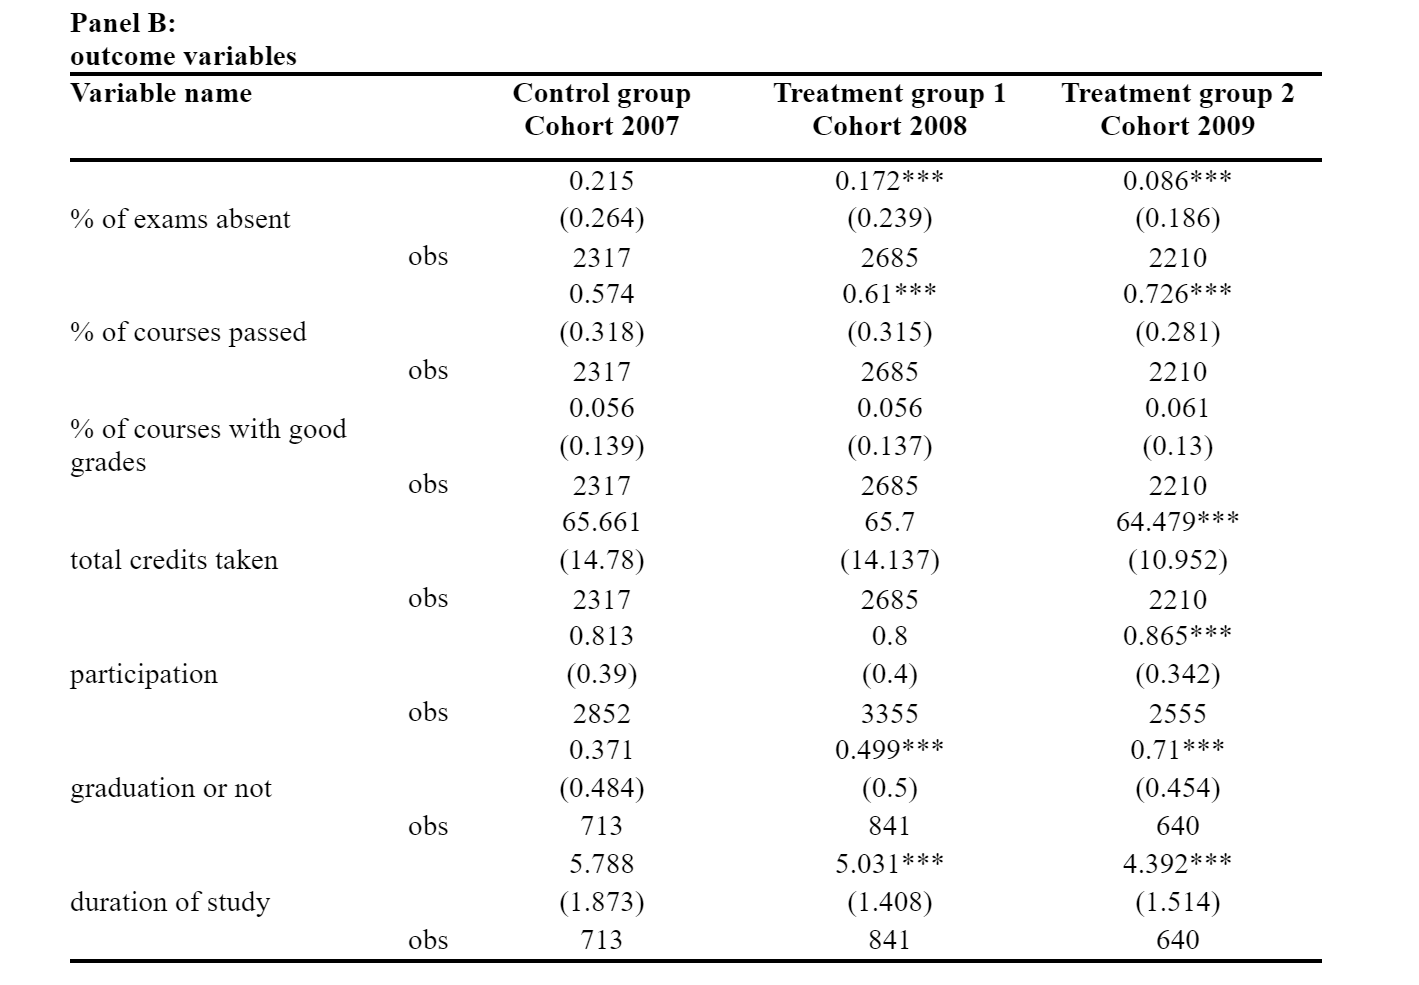 Panel B:
outcome variables
Variable name Control group Treatment group 1 Treatment group 2
Cohort 2007 Cohort 2008 Cohort 2009
0.215 0.172*** 0.086***
% of exams absent (0.264) (0.239) (0.186)
obs 2317 2685 2210
0.574 0.61*** 0.726***
% of courses passed (0.318) (0.315) (0.281)
obs 2317 2685 2210
0.056 0.056 0.061
% of courses with good
grades (0.139) (0.137) (0.13)
obs 2317 2685 2210
65.661 65.7 64.479***
total credits taken (14.78) (14.137) (10.952)
obs 2317 2685 2210
0.813 0.8 0.865***
participation (0.39) (0.4) (0.342)
obs 2852 3355 2555
0.371 0.499*** 0.71***
graduation or not (0.484) (0.5) (0.454)
obs 713 841 640
5.788 5.031*** 4.392***
duration of study (1.873) (1.408) (1.514)
obs 713 841 640